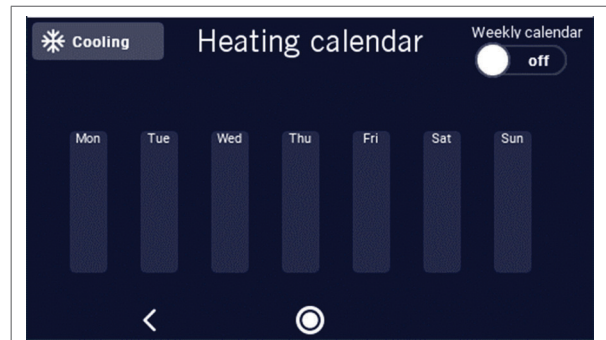 Cooling
Heating calendar
Weekly calendar
off
Mon Tue Wed Thu Fri Sat Sun